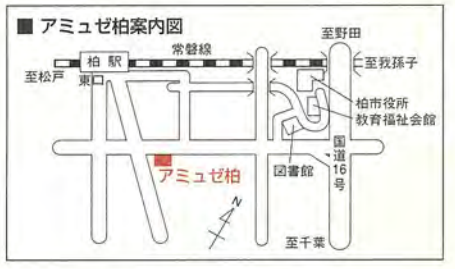 ■ アミュゼ柏案内図
至野田
常磐線
柏駅
至我孫子
至松戸
東口
柏市役所
教育福祉会館
国道16号
図書館
アミュゼ柏
N
至千葉